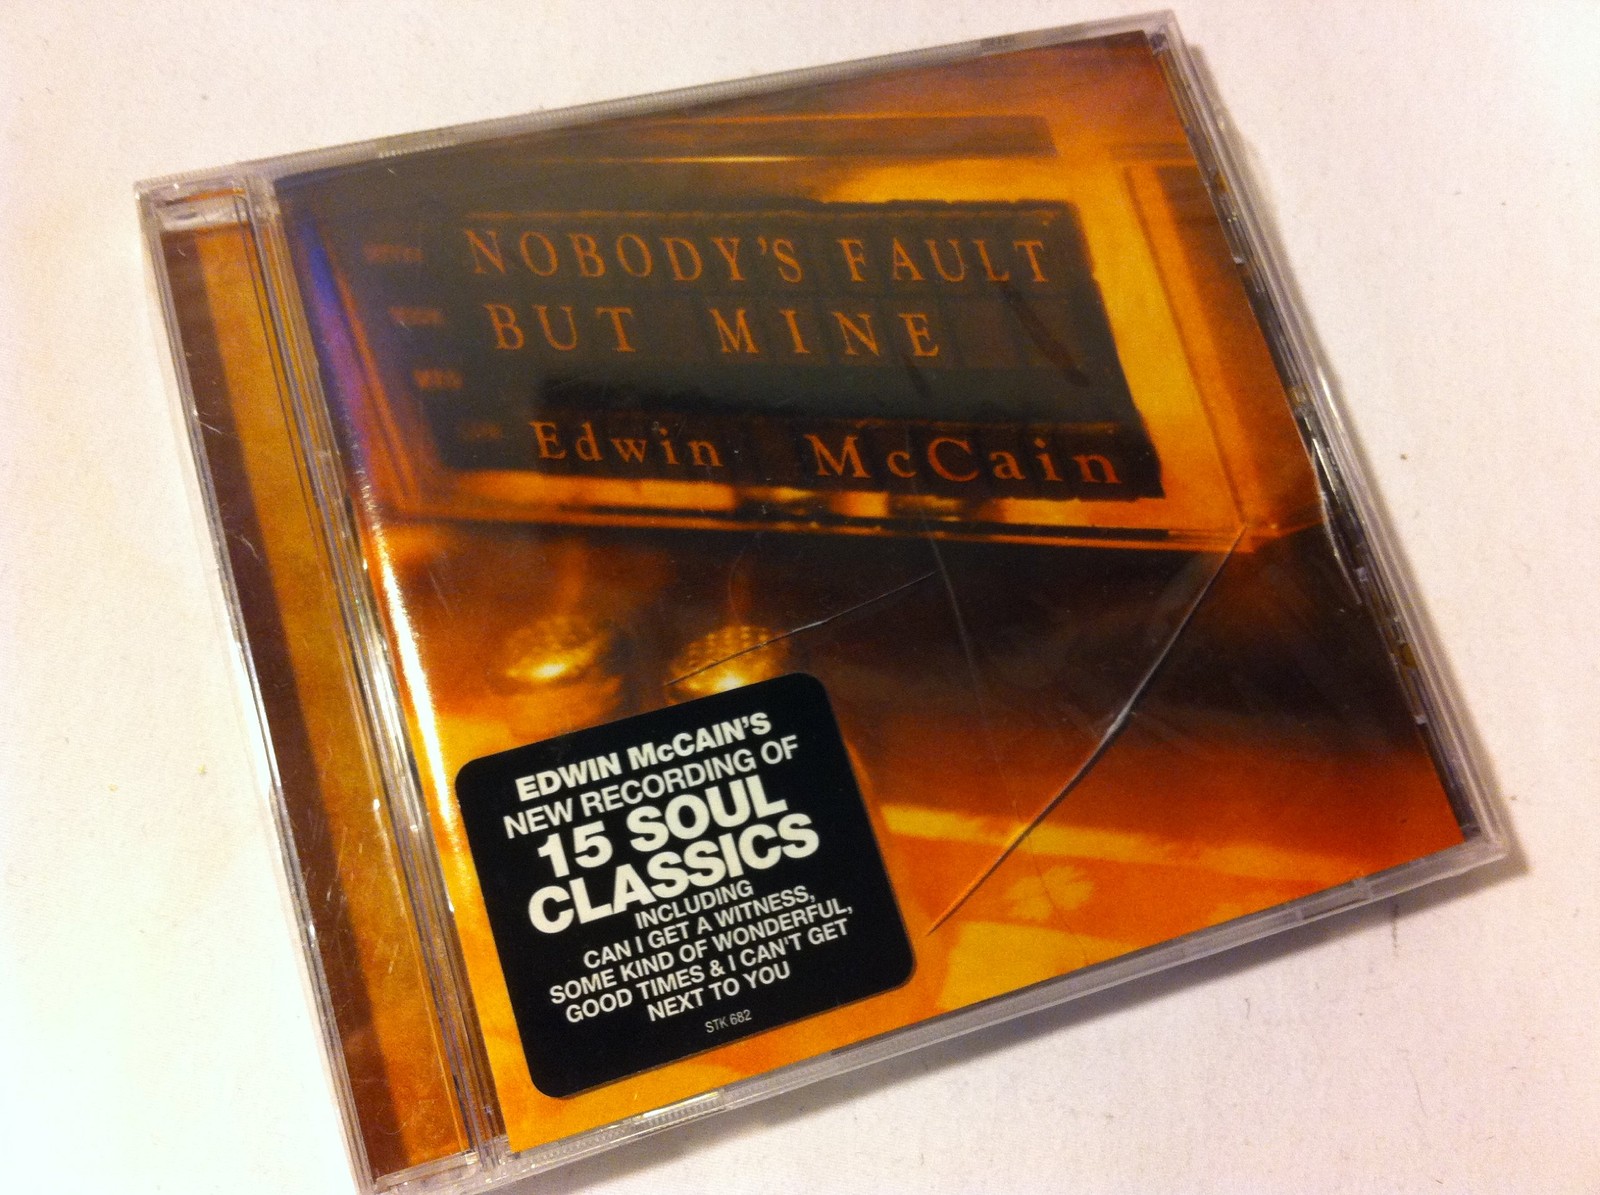 NOBODY'S FAULT
BUT MINE
Edwin McCain
EDWIN McCAIN'S
NEW RECORDING OF
15 SOUL
CLASSICS
INCLUDING
CAN I GET A WITNESS,
SOME KIND OF WONDERFUL,
GOOD TIMES & I CAN'T GET
NEXT TO YOU
STK 682